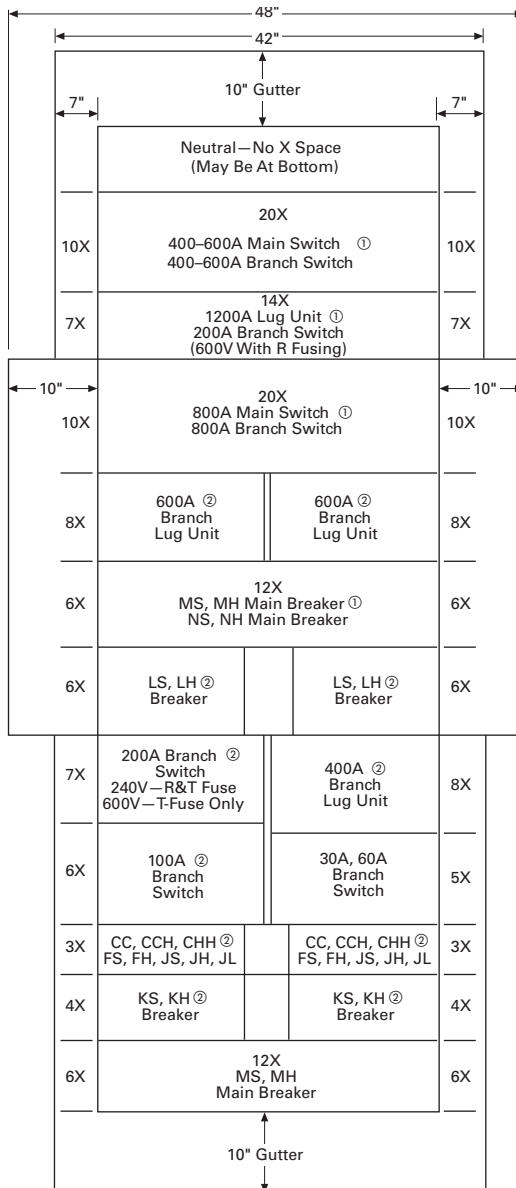 48"
42"
10" Gutter
7" 7"
Neutral—No X Space
(May Be At Bottom)
20X
10X 400–600A Main Switch ① 10X
400–600A Branch Switch
14X
7X 1200A Lug Unit ① 7X
200A Branch Switch
(600V With R Fusing)
10" 10"
20X
10X 800A Main Switch ① 10X
800A Branch Switch
600A ② 600A ②
8X Branch Branch 8X
Lug Unit Lug Unit
12X
6X MS, MH Main Breaker ① 6X
NS, NH Main Breaker
6X LS, LH ② LS, LH ② 6X
Breaker Breaker
7X 200A Branch ②
Switch
240V—R&T Fuse
600V—T-Fuse Only
400A ② 8X
Branch
Lug Unit
6X 100A ②
Branch
Switch
30A, 60A 5X
Branch
Switch
3X CC, CCH, CHH ② CC, CCH, CHH ② 3X
FS, FH, JS, JH, JL FS, FH, JS, JH, JL
4X KS, KH ② KS, KH ② 4X
Breaker Breaker
12X
6X MS, MH 6X
Main Breaker
10" Gutter